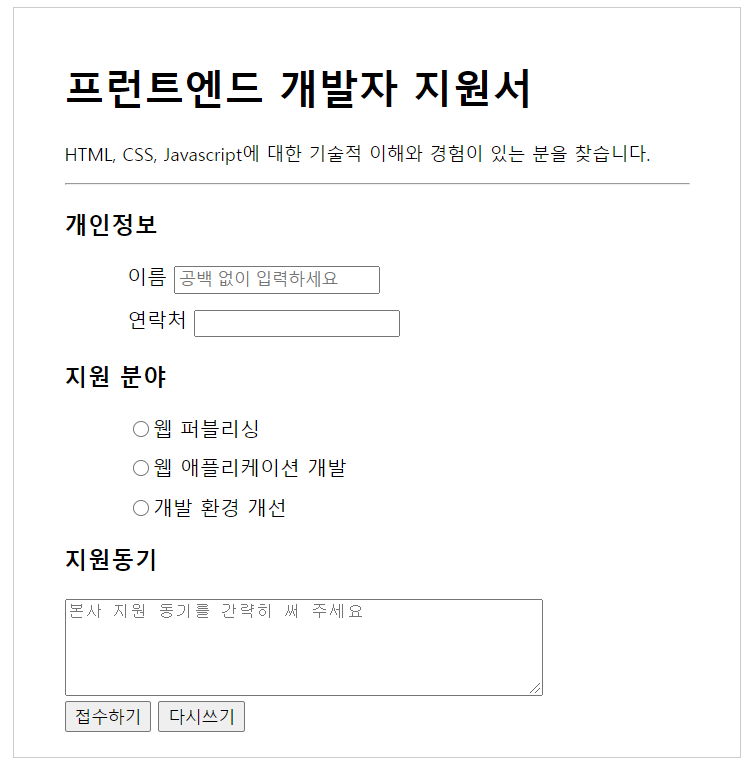 프런트엔드 개발자 지원서
HTML, CSS, Javascript에 대한 기술적 이해와 경험이 있는 분을 찾습니다.
개인정보
이름 공백 없이 입력하세요
연락처
지원 분야
웹 퍼블리싱
웹 애플리케이션 개발
개발 환경 개선
지원동기
본사 지원 동기를 간략히 써 주세요
접수하기 다시쓰기